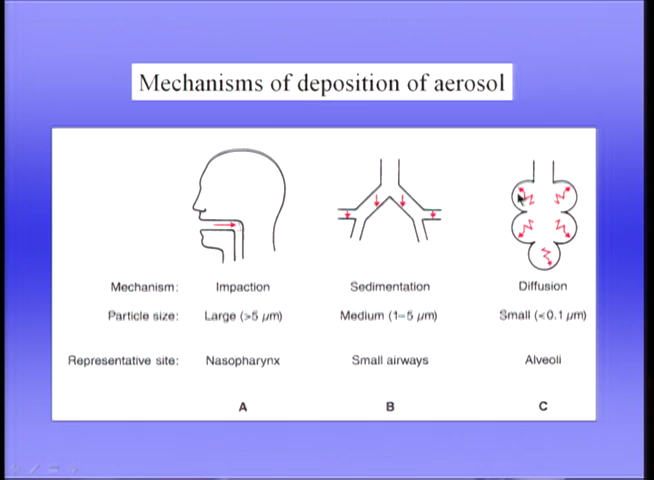 Mechanisms of deposition of aerosol
Mechanism: Impaction Sedimentation Diffusion
Particle size: Large (>5 μm) Medium (1–5 μm) Small (<0.1 μm)
Representative site: Nasopharynx Small airways Alveoli
A B C